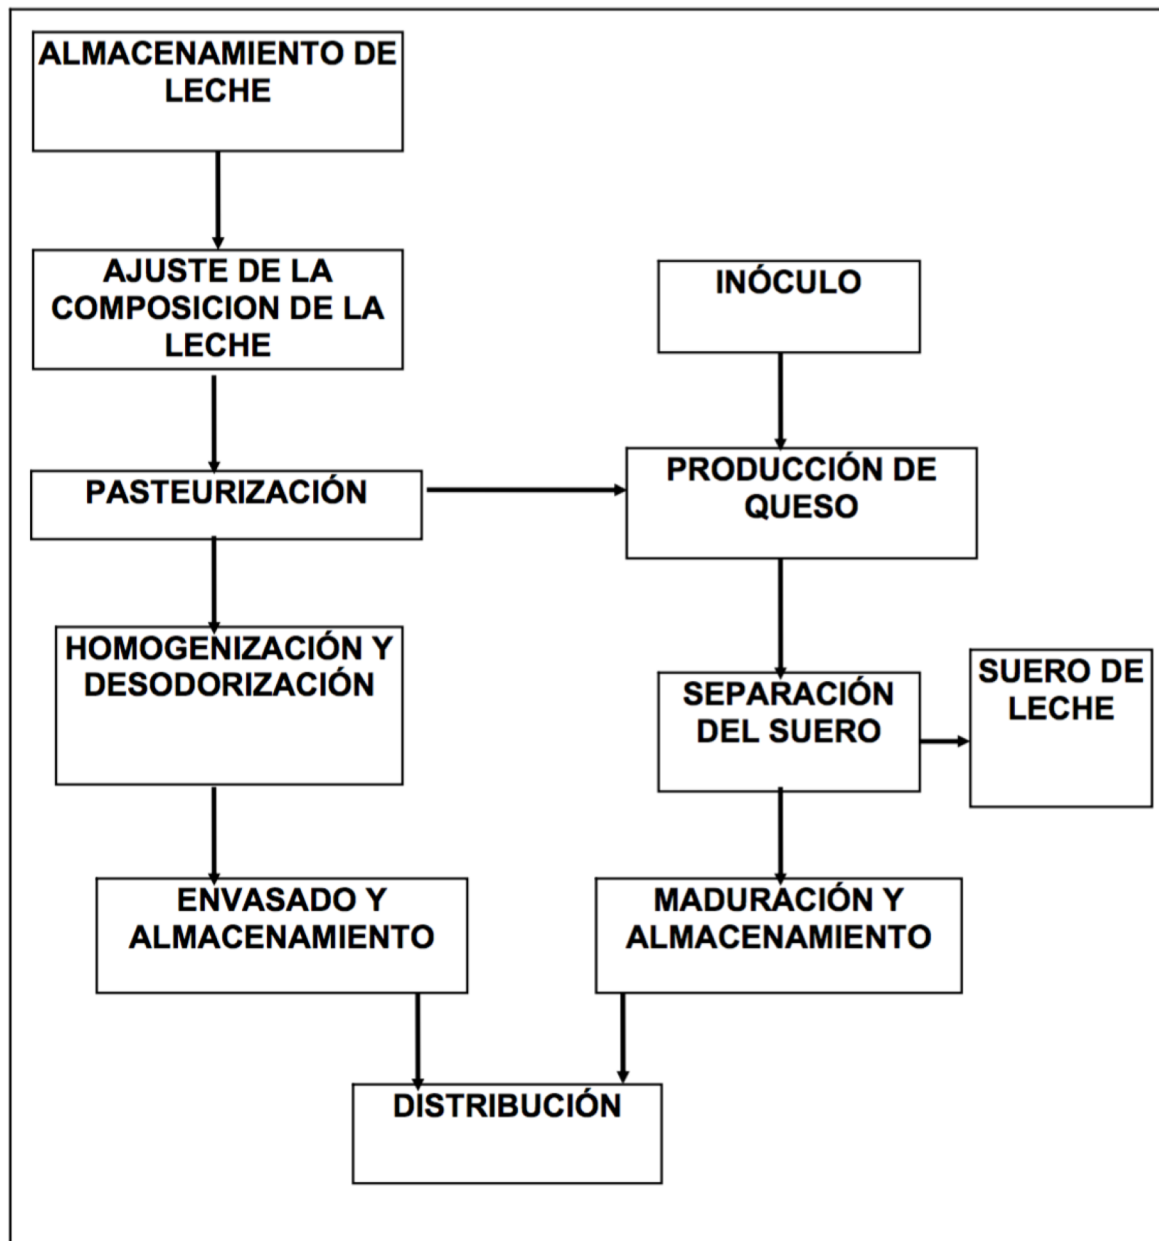 ALMACENAMIENTO DE
LECHE
AJUSTE DE LA
COMPOSICION DE LA
LECHE
INÓCULO
PASTEURIZACIÓN
PRODUCCIÓN DE
QUESO
HOMOGENIZACIÓN Y
DESODORIZACIÓN
SEPARACIÓN
DEL SUERO
SUERO DE
LECHE
ENVASADO Y
ALMACENAMIENTO
MADURACIÓN Y
ALMACENAMIENTO
DISTRIBUCIÓN